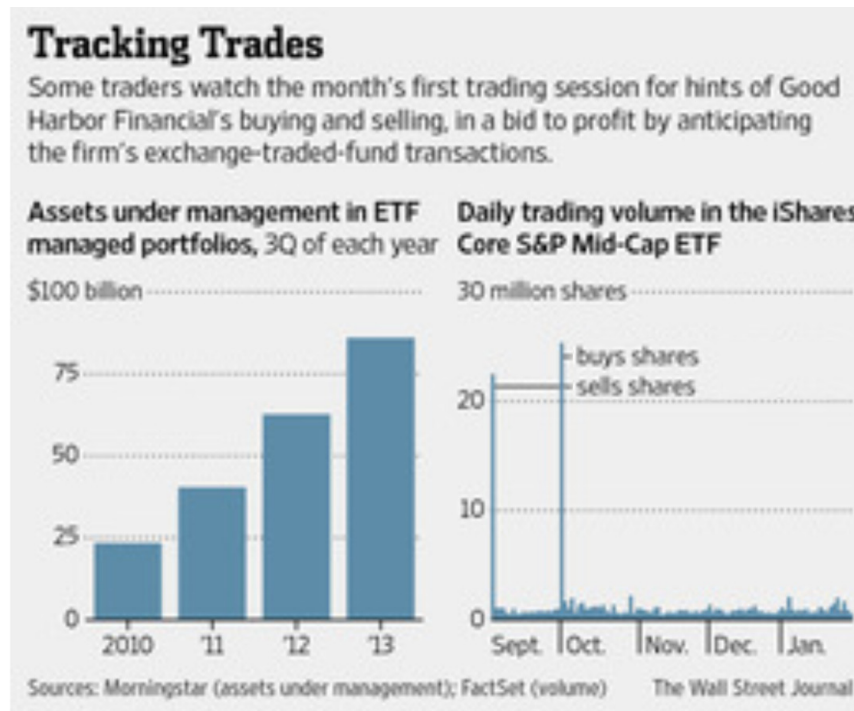 Tracking Trades
Some traders watch the month's first trading session for hints of Good
Harbor Financial's buying and selling, in a bid to profit by anticipating
the firm's exchange-traded-fund transactions.
Assets under management in ETF
managed portfolios, 3Q of each year
$100 billion
75
50
25
0
2010 '11 '12 '13
Daily trading volume in the iShares
Core S&P Mid-Cap ETF
30 million shares
buys shares
sells shares
20
10
0
Sept. Oct. Nov. Dec. Jan.
Sources: Morningstar (assets under management); FactSet (volume) The Wall Street Journal